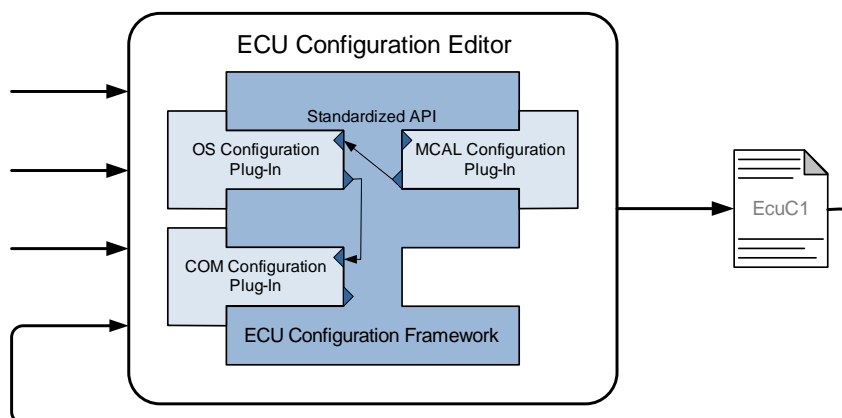 ECU Configuration Editor
Standardized API
OS Configuration
Plug-In
MCAL Configuration
Plug-In
COM Configuration
Plug-In
ECU Configuration Framework
EcuC1